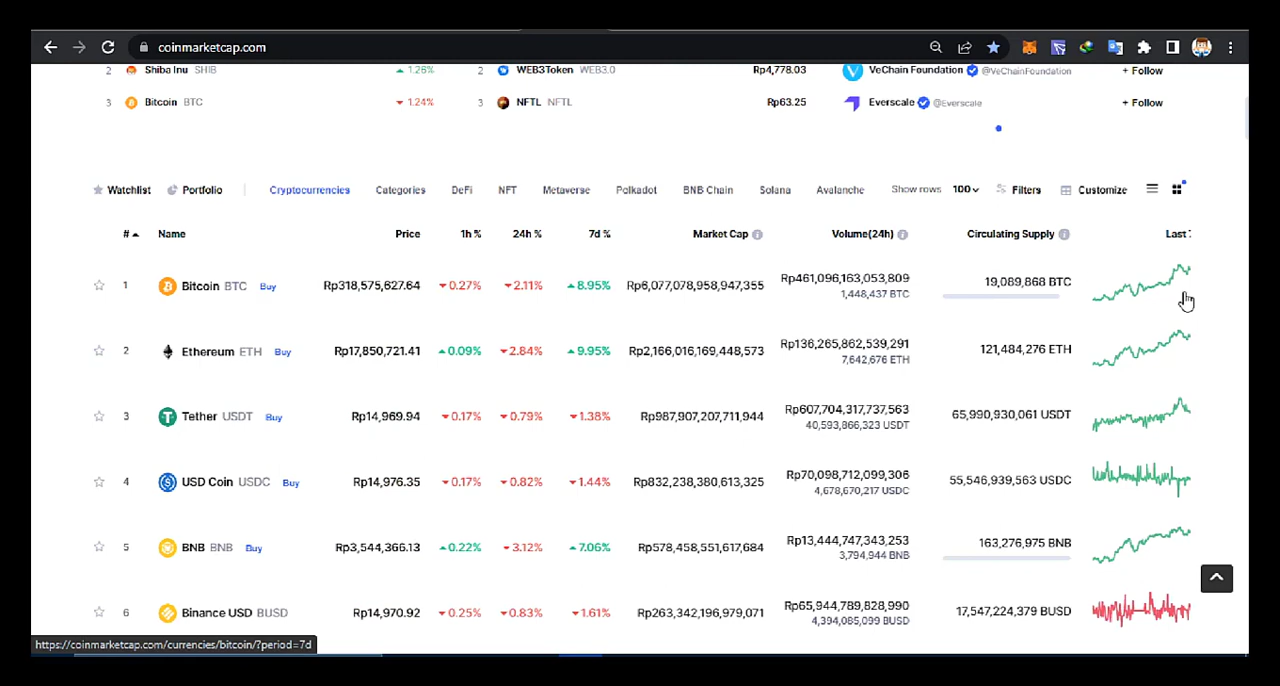 coinmarketcap.com
2 Shiba Inu SHIB 1.26% 2 WEB3Token WEB3.0 Rp4,778.03 VeChain Foundation @VeChainFoundation + Follow
3 Bitcoin BTC 1.24% 3 NFTL NFTL Rp63.25 Everscale @Everscale + Follow
Watchlist Portfolio Cryptocurrencies Categories DeFi NFT Metaverse Polkadot BNB Chain Solana Avalanche Show rows 100 Filters Customize
# Name Price 1h % 24h % 7d % Market Cap Volume(24h) Circulating Supply Last
1 Bitcoin BTC Buy Rp318,575,627.64 0.27% 2.11% 8.95% Rp6,077,078,958,947,355 Rp461,096,163,053,809 19,089,868 BTC
1,448,437 BTC
2 Ethereum ETH Buy Rp17,850,721.41 0.09% 2.84% 9.95% Rp2,166,016,169,448,573 Rp136,265,862,539,291 121,484,276 ETH
7,642,676 ETH
3 Tether USDT Buy Rp14,969.94 0.17% 0.79% 1.38% Rp987,907,207,711,944 Rp607,704,317,737,563 65,990,930,061 USDT
40,593,866,323 USDT
4 USD Coin USDC Buy Rp14,976.35 0.17% 0.82% 1.44% Rp832,238,380,613,325 Rp70,098,712,099,306 55,546,939,563 USDC
4,678,670,217 USDC
5 BNB BNB Buy Rp3,544,366.13 0.22% 3.12% 7.06% Rp578,458,551,617,684 Rp13,444,747,343,253 163,276,975 BNB
3,794,944 BNB
6 Binance USD BUSD Rp14,970.92 0.25% 0.83% 1.61% Rp263,342,196,979,071 Rp65,944,789,828,990 17,547,224,379 BUSD
4,394,085,099 BUSD
https://coinmarketcap.com/currencies/bitcoin/?period=7d